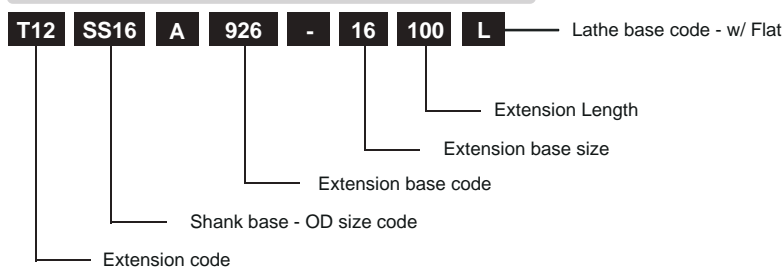 T12 SS16 A 926 - 16 100 L Lathe base code - w/ Flat
Extension Length
Extension base size
Extension base code
Shank base - OD size code
Extension code